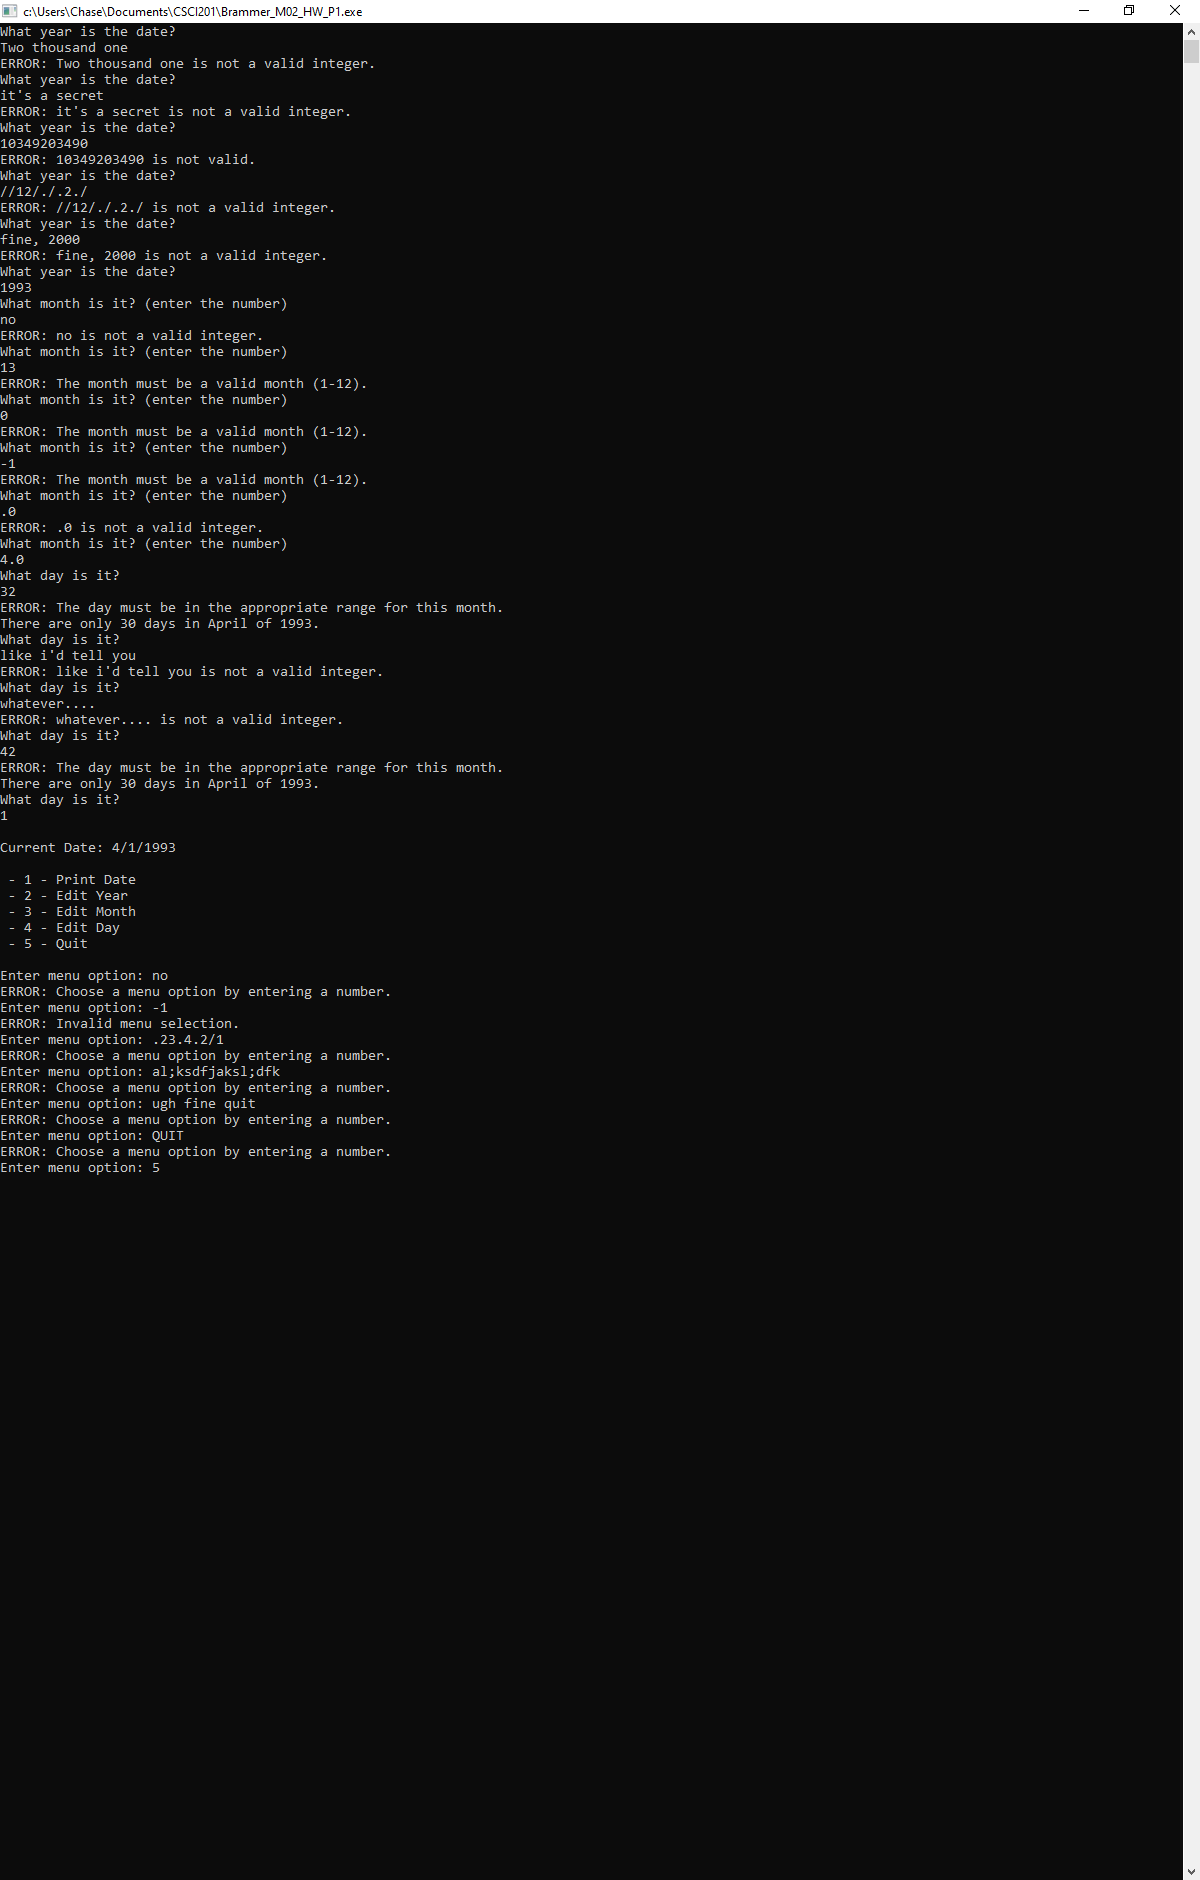 c:\Users\Chase\Documents\CSCI201\Brammer_M02_HW_P1.exe
What year is the date?
Two thousand one
ERROR: Two thousand one is not a valid integer.
What year is the date?
it's a secret
ERROR: it's a secret is not a valid integer.
What year is the date?
10349203490
ERROR: 10349203490 is not valid.
What year is the date?
//12/./.2./
ERROR: //12/./.2./ is not a valid integer.
What year is the date?
fine, 2000
ERROR: fine, 2000 is not a valid integer.
What year is the date?
1993
What month is it? (enter the number)
no
ERROR: no is not a valid integer.
What month is it? (enter the number)
13
ERROR: The month must be a valid month (1-12).
What month is it? (enter the number)
0
ERROR: The month must be a valid month (1-12).
What month is it? (enter the number)
-1
ERROR: The month must be a valid month (1-12).
What month is it? (enter the number)
.0
ERROR: .0 is not a valid integer.
What month is it? (enter the number)
4.0
What day is it?
32
ERROR: The day must be in the appropriate range for this month.
There are only 30 days in April of 1993.
What day is it?
like i'd tell you
ERROR: like i'd tell you is not a valid integer.
What day is it?
whatever....
ERROR: whatever.... is not a valid integer.
What day is it?
42
ERROR: The day must be in the appropriate range for this month.
There are only 30 days in April of 1993.
What day is it?
1
Current Date: 4/1/1993
- 1 - Print Date
- 2 - Edit Year
- 3 - Edit Month
- 4 - Edit Day
- 5 - Quit
Enter menu option: no
ERROR: Choose a menu option by entering a number.
Enter menu option: -1
ERROR: Invalid menu selection.
Enter menu option: .23.4.2/1
ERROR: Choose a menu option by entering a number.
Enter menu option: al;ksdfjaksl;dfk
ERROR: Choose a menu option by entering a number.
Enter menu option: ugh fine quit
ERROR: Choose a menu option by entering a number.
Enter menu option: QUIT
ERROR: Choose a menu option by entering a number.
Enter menu option: 5